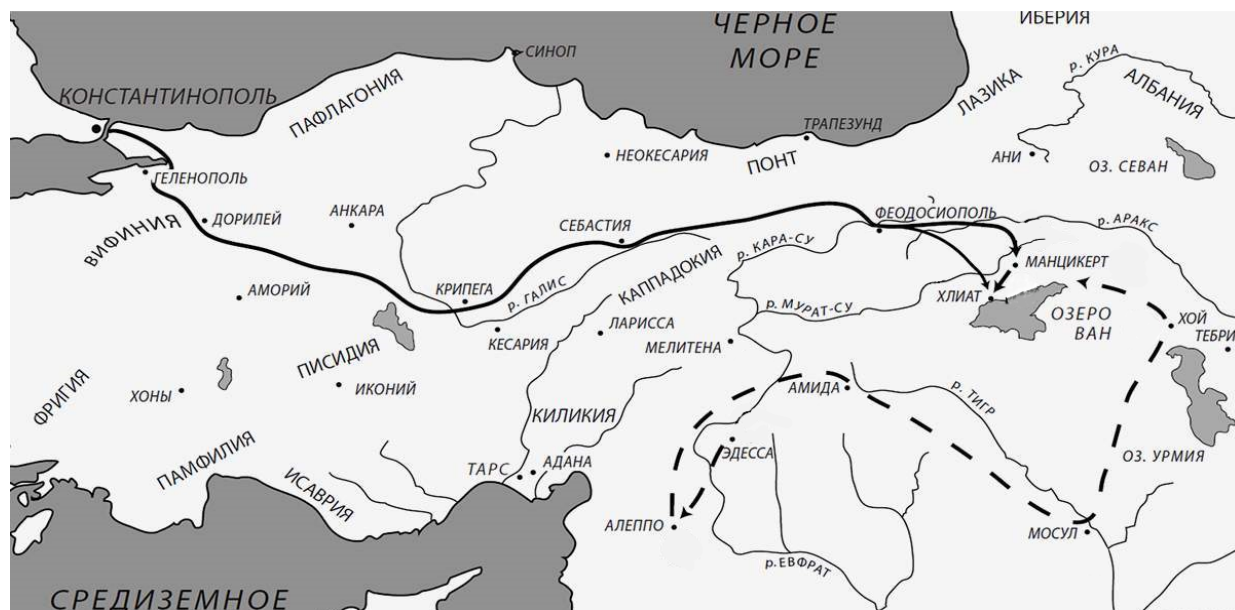 ИБЕРИЯ
ЧЕРНОЕ
МОРЕ
СИНОП
р. КУРА
КОНСТАНТИНОПОЛЬ
ПАФЛАГОНИЯ
ЛАЗИКА
АЛБАНИЯ
ТРАПЕЗУНД
НЕОКЕСАРИЯ
ПОНТ
АНИ
ОЗ. СЕВАН
ГЕЛЕНОПОЛЬ
ВИФИНИЯ
ДОРИЛЕЙ
АНКАРА
СЕБАСТИЯ
ФЕОДОСИОПОЛЬ
р. АРАКС
р. КАРА-СУ
МАНЦИКЕРТ
АМОРИЙ
КРИПЕГА
р. ГАЛИС
КАППАДОКИЯ
р. МУРАТ-СУ
ХЛИАТ
ОЗЕРО
ВАН
ХОЙ
ТЕБРИ
ПИСИДИЯ
КЕСАРИЯ
ЛАРИССА
МЕЛИТЕНА
ФРИГИЯ
ХОНЫ
ИКОНИЙ
КИЛИКИЯ
АМИДА
р. ТИГР
ПАМФИЛИЯ
ИСАВРИЯ
ТАРС
АДАНА
ЭДЕССА
ОЗ. УРМИЯ
АЛЕППО
МОСУЛ
р.ЕВФРАТ
СРЕДИЗЕМНОЕ